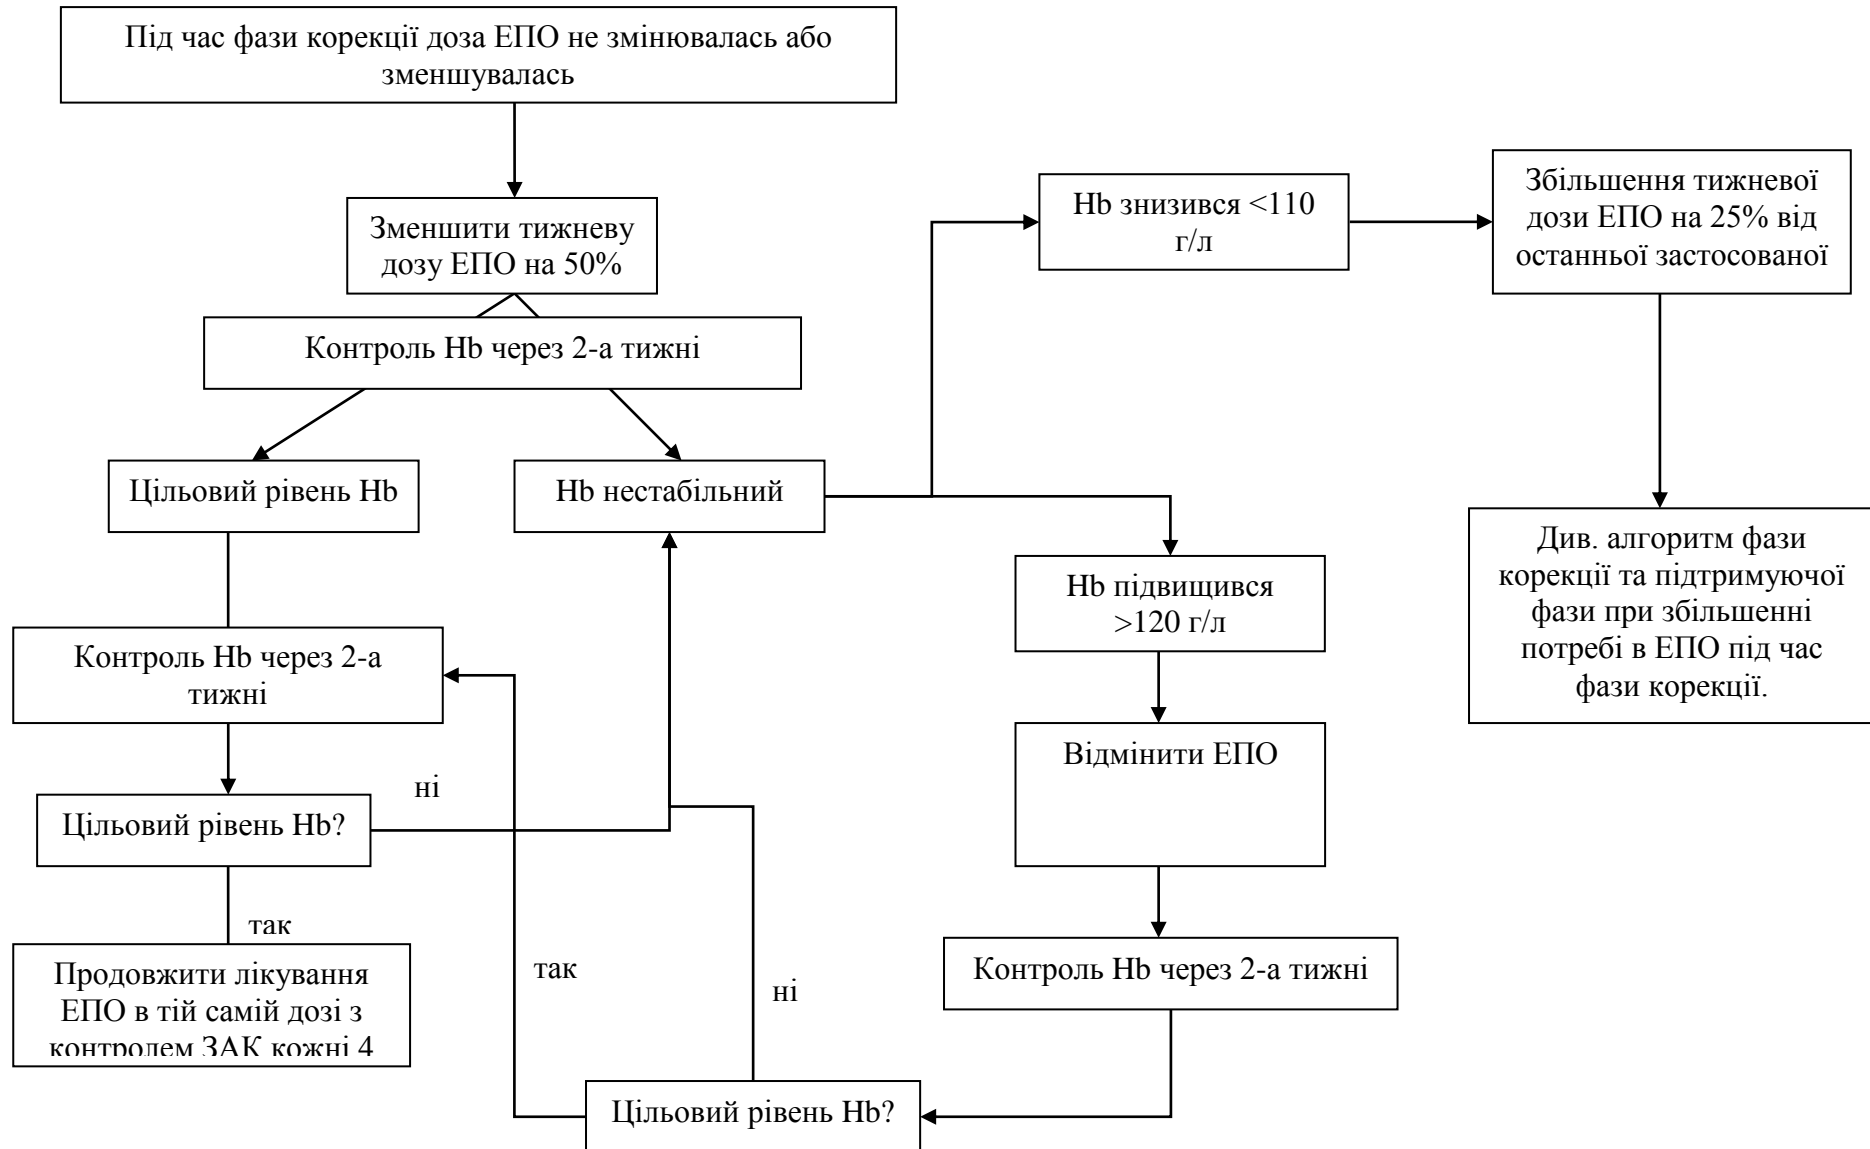 Під час фази корекції доза ЕПО не змінювалась або
зменшувалась
Зменшити тижневу
дозу ЕПО на 50%
Контроль Hb через 2-а тижні
Цільовий рівень Hb
Hb нестабільний
Hb знизився <110
г/л
Збільшення тижневої
дози ЕПО на 25% від
останньої застосованої
Див. алгоритм фази
корекції та підтримуючої
фази при збільшенні
потребі в ЕПО під час
фази корекції.
Hb підвищився
>120 г/л
Контроль Hb через 2-а
тижні
Відмінити ЕПО
ні
Цільовий рівень Hb?
так
Продовжити лікування
ЕПО в тій самій дозі з
контролем ЗАК кожні 4
так
ні
Контроль Hb через 2-а тижні
Цільовий рівень Hb?